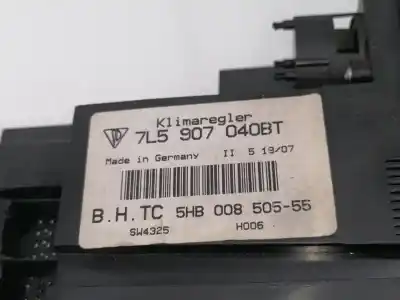 Klimaregler
7L5 907 040BT
Made in Germany II 5 19/07
B.H.TC 5HB 008 505-55
SW4325 H006